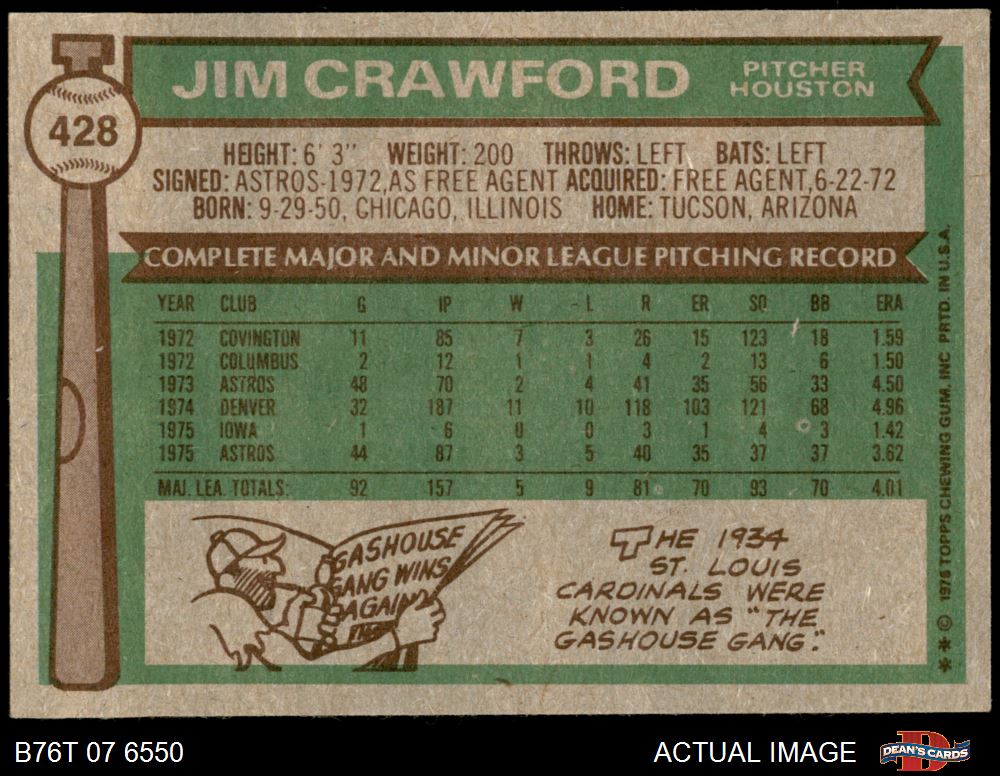 428
JIM CRAWFORD
PITCHER
HOUSTON
HEIGHT: 6' 3" WEIGHT: 200 THROWS: LEFT BATS: LEFT
SIGNED: ASTROS-1972,AS FREE AGENT ACQUIRED: FREE AGENT,6-22-72
BORN: 9-29-50, CHICAGO, ILLINOIS HOME: TUCSON, ARIZONA
COMPLETE MAJOR AND MINOR LEAGUE PITCHING RECORD
YEAR CLUB G IP W L R ER SO BB ERA
1972 COVINGTON 11 85 7 3 26 15 123 18 1.59
1972 COLUMBUS 2 12 1 1 4 2 13 6 1.50
1973 ASTROS 48 70 2 4 41 35 56 33 4.50
1974 DENVER 32 187 11 10 118 103 121 68 4.96
1975 IOWA 1 6 0 0 3 1 4 3 1.42
1975 ASTROS 44 87 3 5 40 35 37 37 3.62
MAJ. LEA. TOTALS: 92 157 5 9 81 70 93 70 4.01
GASHOUSE
GANG WINS
AGAIN
THE 1934
ST. LOUIS
CARDINALS WERE
KNOWN AS "THE
GASHOUSE GANG."
** © 1976 TOPPS CHEWING GUM, INC PRTD. IN U.S.A.
B76T 07 6550
ACTUAL IMAGE
DEAN'S CARDS